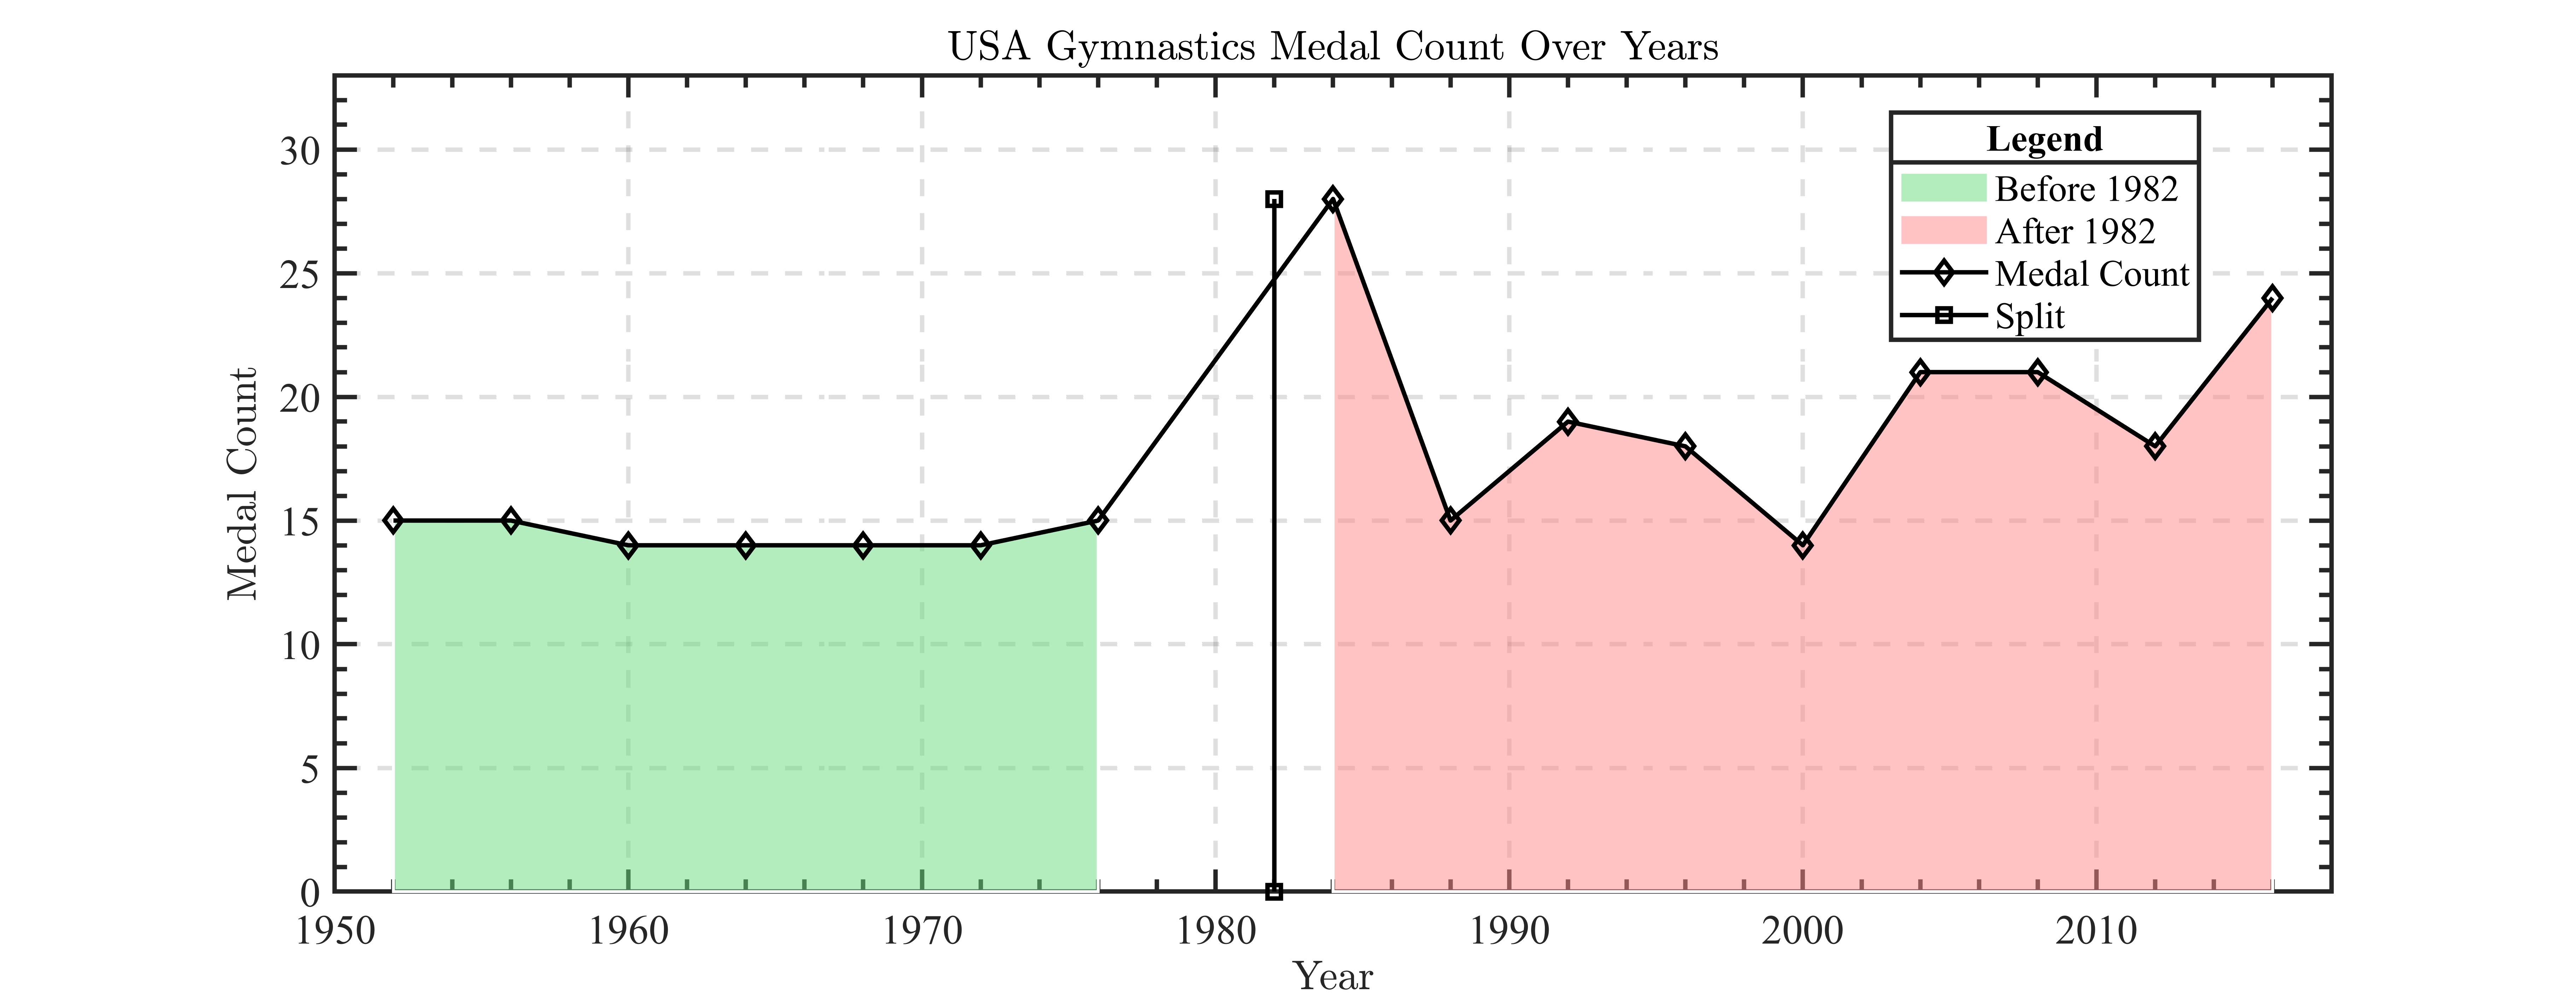 USA Gymnastics Medal Count Over Years
Legend
Before 1982
After 1982
Medal Count
Split
Medal Count
30
25
20
15
10
5
0
1950 1960 1970 1980 1990 2000 2010
Year